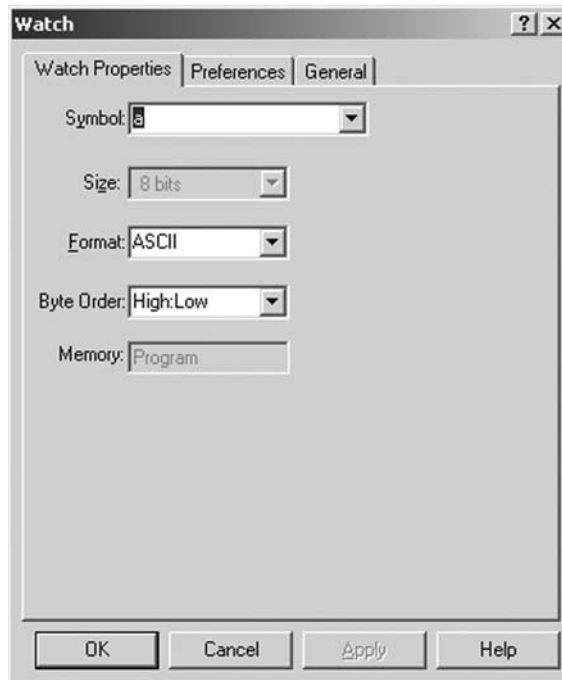 Watch
Watch Properties Preferences General
Symbol: a
Size: 8 bits
Format: ASCII
Byte Order: High:Low
Memory: Program
OK Cancel Apply Help